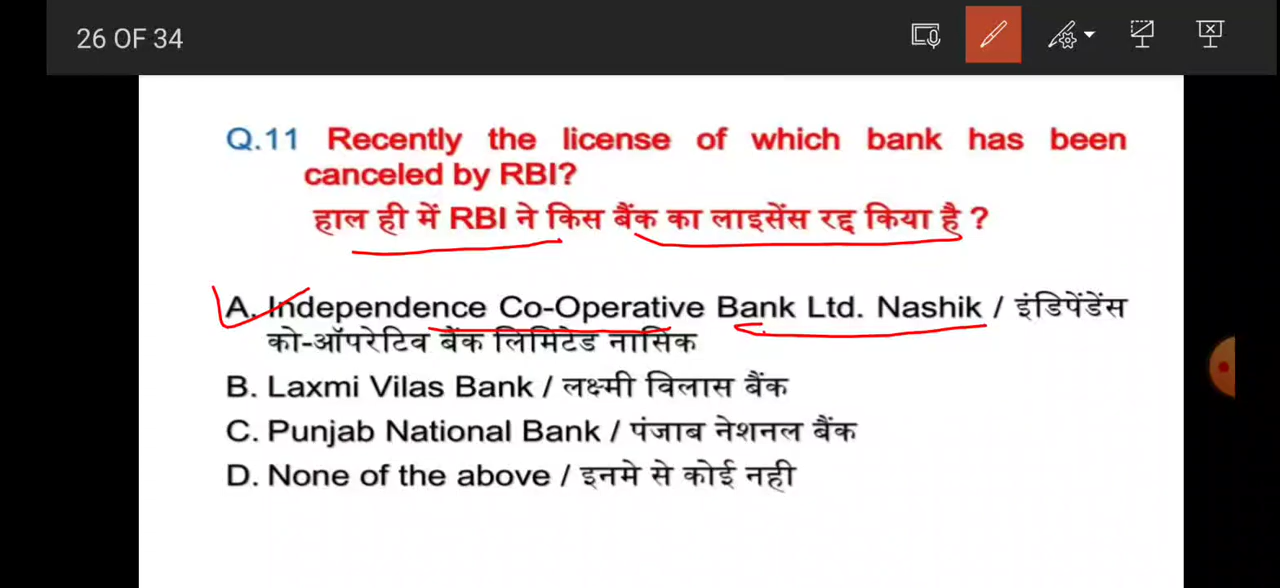 26 OF 34
Q.11 Recently the license of which bank has been
canceled by RBI?
हाल ही में RBI ने किस बैंक का लाइसेंस रद्द किया है ?
A. Independence Co-Operative Bank Ltd. Nashik / इंडिपेंडेंस
को-ऑपरेटिव बैंक लिमिटेड नासिक
B. Laxmi Vilas Bank / लक्ष्मी विलास बैंक
C. Punjab National Bank / पंजाब नेशनल बैंक
D. None of the above / इनमे से कोई नही